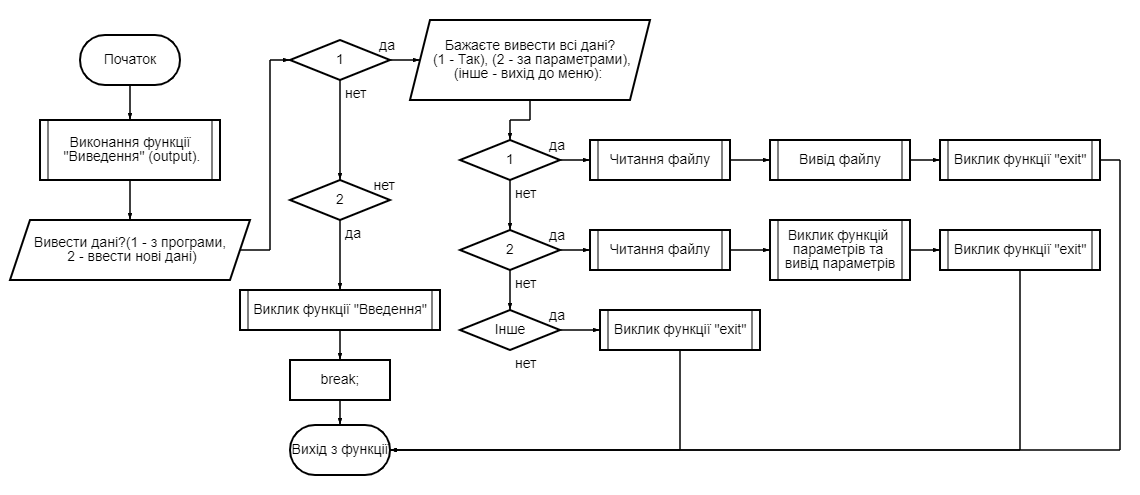 Початок
Виконання функції
"Виведення" (output).
Вивести дані?(1 - з програми,
2 - ввести нові дані)
1
да
нет
2
нет
да
Виклик функції "Введення"
break;
Вихід з функції
Бажаєте вивести всі дані?
(1 - Так), (2 - за параметрами),
(інше - вихід до меню):
1
да
нет
Читання файлу
Вивід файлу
Виклик функції "exit"
2
да
нет
Читання файлу
Виклик функцій
параметрів та
вивід параметрів
Виклик функції "exit"
Інше
да
нет
Виклик функції "exit"